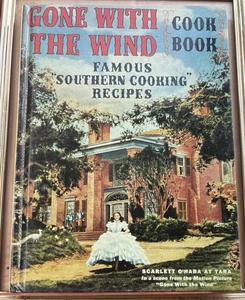 GONE WITH
THE WIND
COOK
BOOK
FAMOUS
"SOUTHERN COOKING"
RECIPES
SCARLETT O'HARA AT TARA
In a scene from the Motion Picture
"Gone With the Wind"